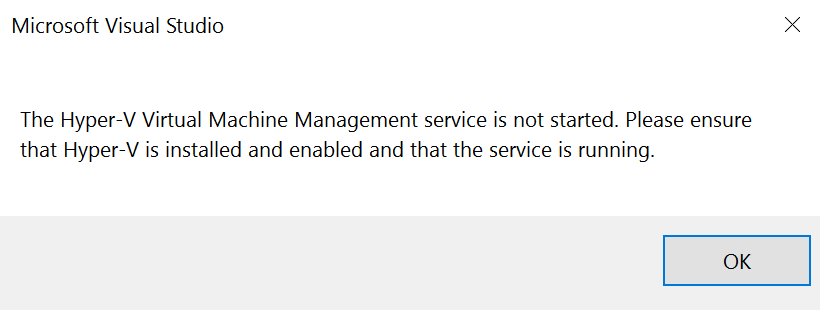 Microsoft Visual Studio
The Hyper-V Virtual Machine Management service is not started. Please ensure
that Hyper-V is installed and enabled and that the service is running.
OK